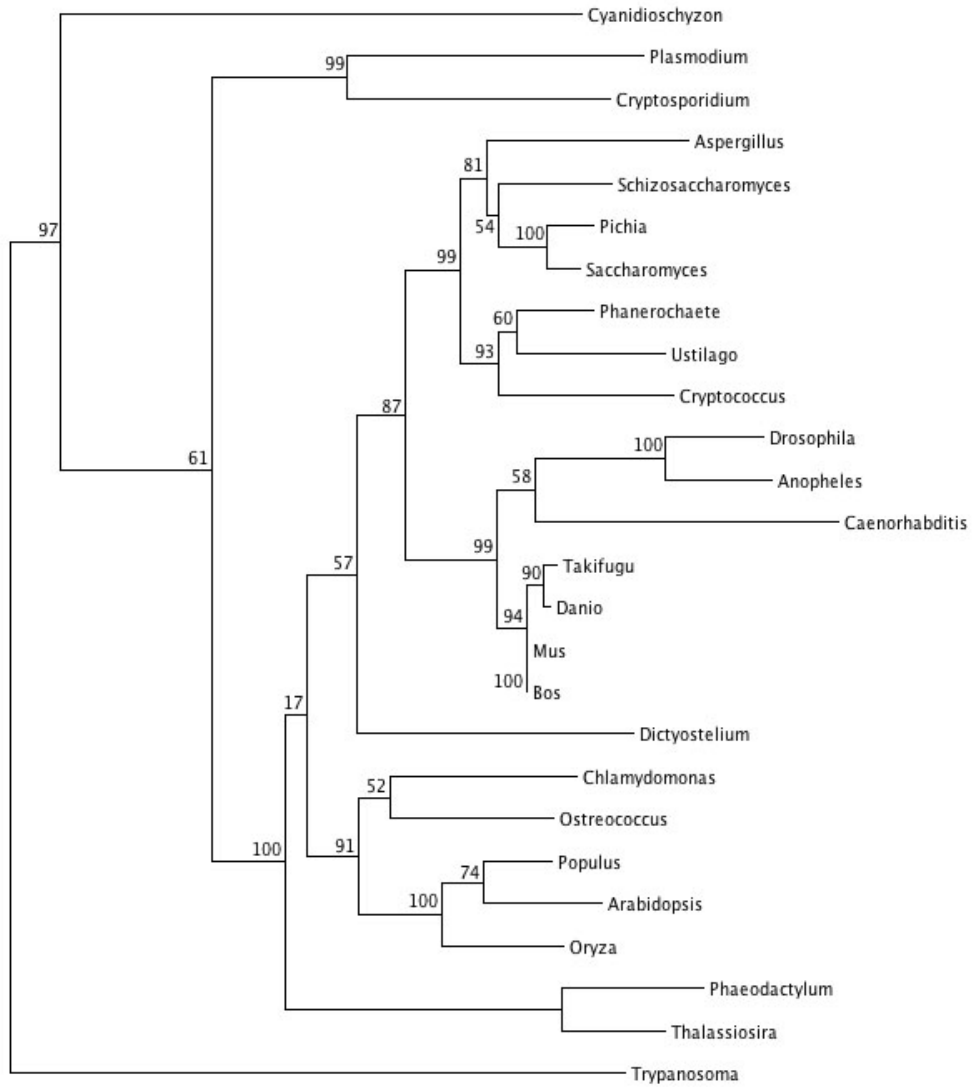 Cyanidioschyzon
Plasmodium
99
Cryptosporidium
Aspergillus
81
Schizosaccharomyces
54
Pichia
100
97
99
Saccharomyces
Phanerochaete
60
Ustilago
93
Cryptococcus
87
Drosophila
100
61
58
Anopheles
Caenorhabditis
99
57
Takifugu
90
Danio
94
Mus
100
Bos
17
Dictyostelium
Chlamydomonas
52
Ostreococcus
100
91
Populus
74
Arabidopsis
100
Oryza
Phaeodactylum
Thalassiosira
Trypanosoma